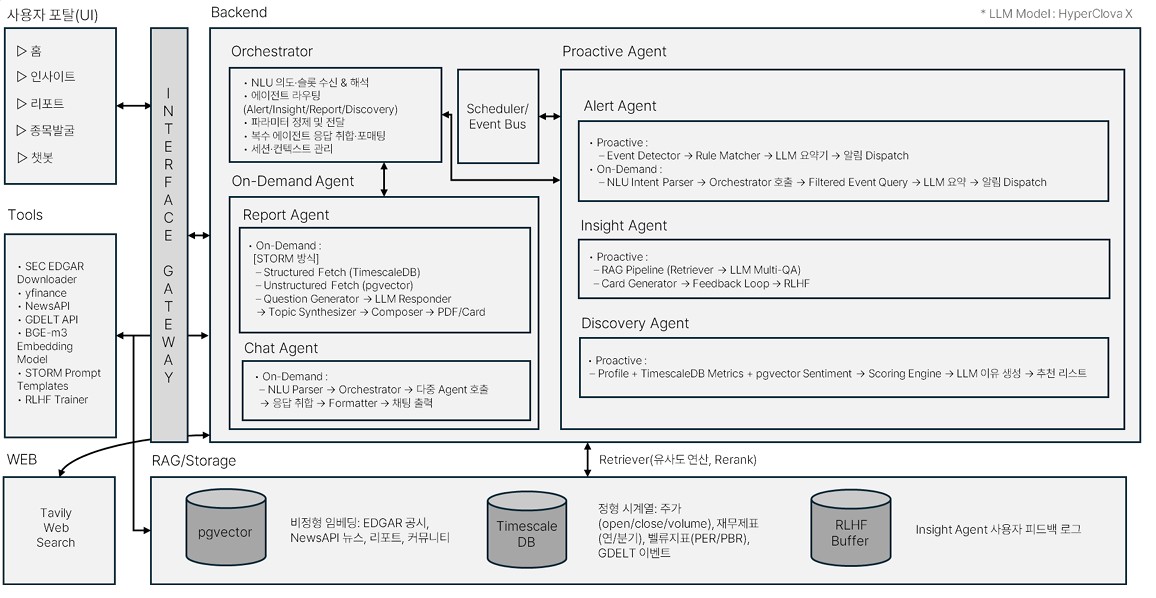 사용자 포탈(UI)
▷ 홈
▷ 인사이트
▷ 리포트
▷ 종목발굴
▷ 챗봇
Tools
• SEC EDGAR
Downloader
• yfinance
• NewsAPI
• GDELT API
• BGE-m3
Embedding
Model
• STORM Prompt
Templates
• RLHF Trainer
WEB
Tavily
Web
Search
INTERFACE GATEWAY
Backend
* LLM Model : HyperClova X
Orchestrator
• NLU 의도·슬롯 수신 & 해석
• 에이전트 라우팅
(Alert/Insight/Report/Discovery)
• 파라미터 정제 및 전달
• 복수 에이전트 응답 취합·포매팅
• 세션·컨텍스트 관리
Scheduler/
Event Bus
On-Demand Agent
Report Agent
• On-Demand :
[STORM 방식]
– Structured Fetch (TimescaleDB)
– Unstructured Fetch (pgvector)
– Question Generator → LLM Responder
→ Topic Synthesizer → Composer → PDF/Card
Chat Agent
• On-Demand :
– NLU Parser → Orchestrator → 다중 Agent 호출
→ 응답 취합 → Formatter → 채팅 출력
Proactive Agent
Alert Agent
• Proactive :
– Event Detector → Rule Matcher → LLM 요약기 → 알림 Dispatch
• On-Demand :
– NLU Intent Parser → Orchestrator 호출 → Filtered Event Query → LLM 요약 → 알림 Dispatch
Insight Agent
• Proactive :
– RAG Pipeline (Retriever → LLM Multi-QA)
– Card Generator → Feedback Loop → RLHF
Discovery Agent
• Proactive :
– Profile + TimescaleDB Metrics + pgvector Sentiment → Scoring Engine → LLM 이유 생성 → 추천 리스트
RAG/Storage
Retriever(유사도 연산, Rerank)
pgvector
비정형 임베딩: EDGAR 공시,
NewsAPI 뉴스, 리포트, 커뮤니티
Timescale
DB
정형 시계열: 주가
(open/close/volume), 재무제표
(연/분기), 벨류지표(PER/PBR),
GDELT 이벤트
RLHF
Buffer
Insight Agent 사용자 피드백 로그